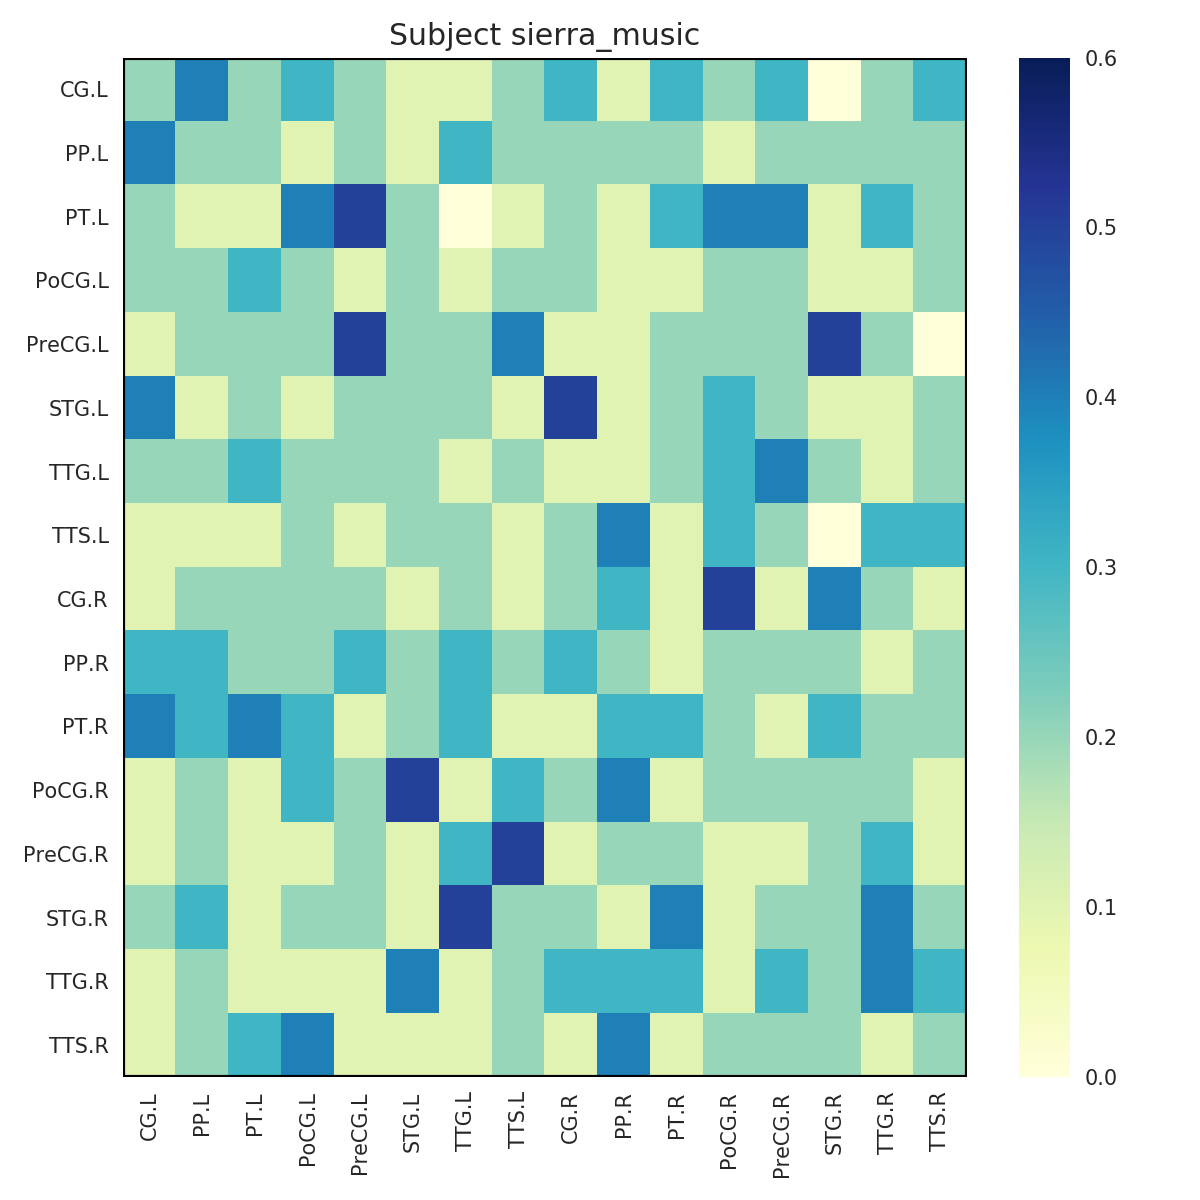 Subject sierra_music
CG.L
PP.L
PT.L
PoCG.L
PreCG.L
STG.L
TTG.L
TTS.L
CG.R
PP.R
PT.R
PoCG.R
PreCG.R
STG.R
TTG.R
TTS.R
CG.L
PP.L
PT.L
PoCG.L
PreCG.L
STG.L
TTG.L
TTS.L
CG.R
PP.R
PT.R
PoCG.R
PreCG.R
STG.R
TTG.R
TTS.R
0.6
0.5
0.4
0.3
0.2
0.1
0.0